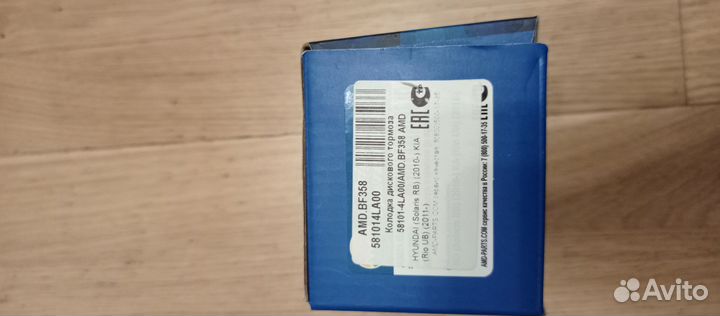 AMD.BF358
581014LA00
Колодка дискового тормоза
58101-4LA00/AMD.BF358 AMD
HYUNDAI (Solaris RB) (2010-) KIA
(Rio UB) (2011-)
EAC
AMD-PARTS.COM сервис качества в России: 7 (800) 500-17-35
EAC
Avito